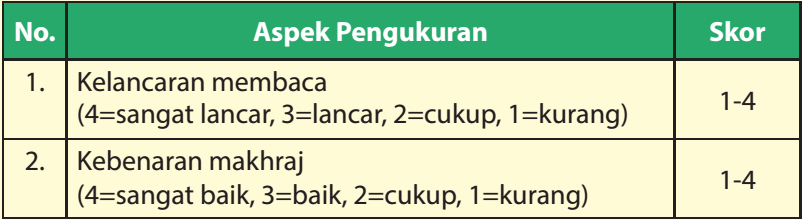 No. Aspek Pengukuran Skor
1. Kelancaran membaca
(4=sangat lancar, 3=lancar, 2=cukup, 1=kurang) 1-4
2. Kebenaran makhraj
(4=sangat baik, 3=baik, 2=cukup, 1=kurang) 1-4